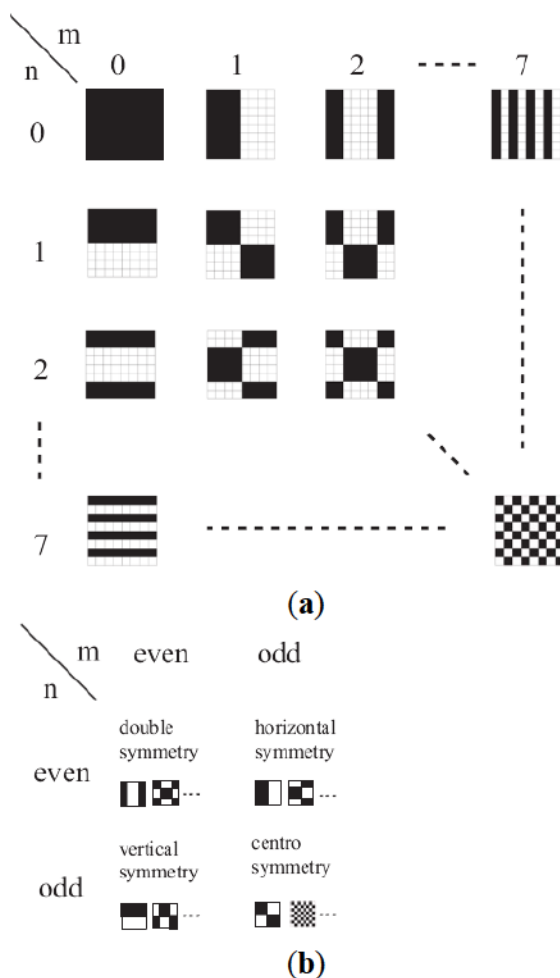 m
n
0 1 2 7
0
1
2
7
(a)
m even odd
n
double horizontal
symmetry symmetry
even
vertical centro
symmetry symmetry
odd
(b)